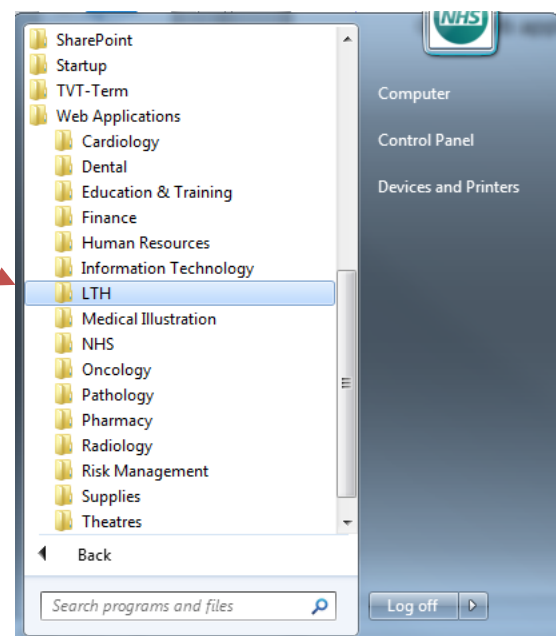 SharePoint
Startup
TVT-Term
Web Applications
Cardiology
Dental
Education & Training
Finance
Human Resources
Information Technology
LTH
Medical Illustration
NHS
Oncology
Pathology
Pharmacy
Radiology
Risk Management
Supplies
Theatres
Back
Search programs and files
NHS
Computer
Control Panel
Devices and Printers
Log off